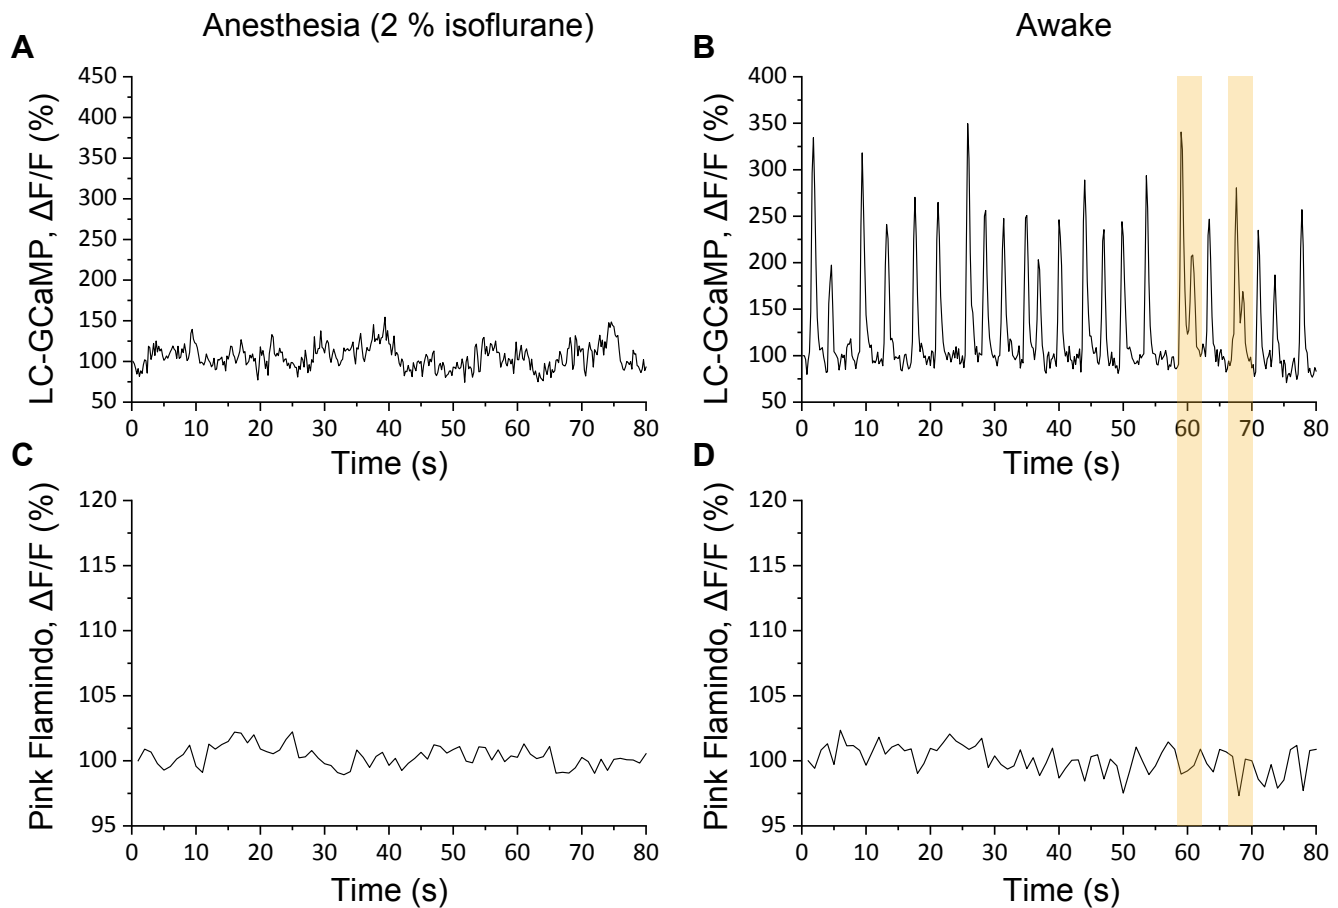 Anesthesia (2 % isoflurane)
Awake
A
LC-GCaMP, ΔF/F (%)
450
400
350
300
250
200
150
100
50
0 10 20 30 40 50 60 70 80
Time (s)
B
LC-GCaMP, ΔF/F (%)
400
350
300
250
200
150
100
50
0 10 20 30 40 50 60 70 80
Time (s)
C
Pink Flamindo, ΔF/F (%)
120
115
110
105
100
95
0 10 20 30 40 50 60 70 80
Time (s)
D
Pink Flamindo, ΔF/F (%)
120
115
110
105
100
95
0 10 20 30 40 50 60 70 80
Time (s)